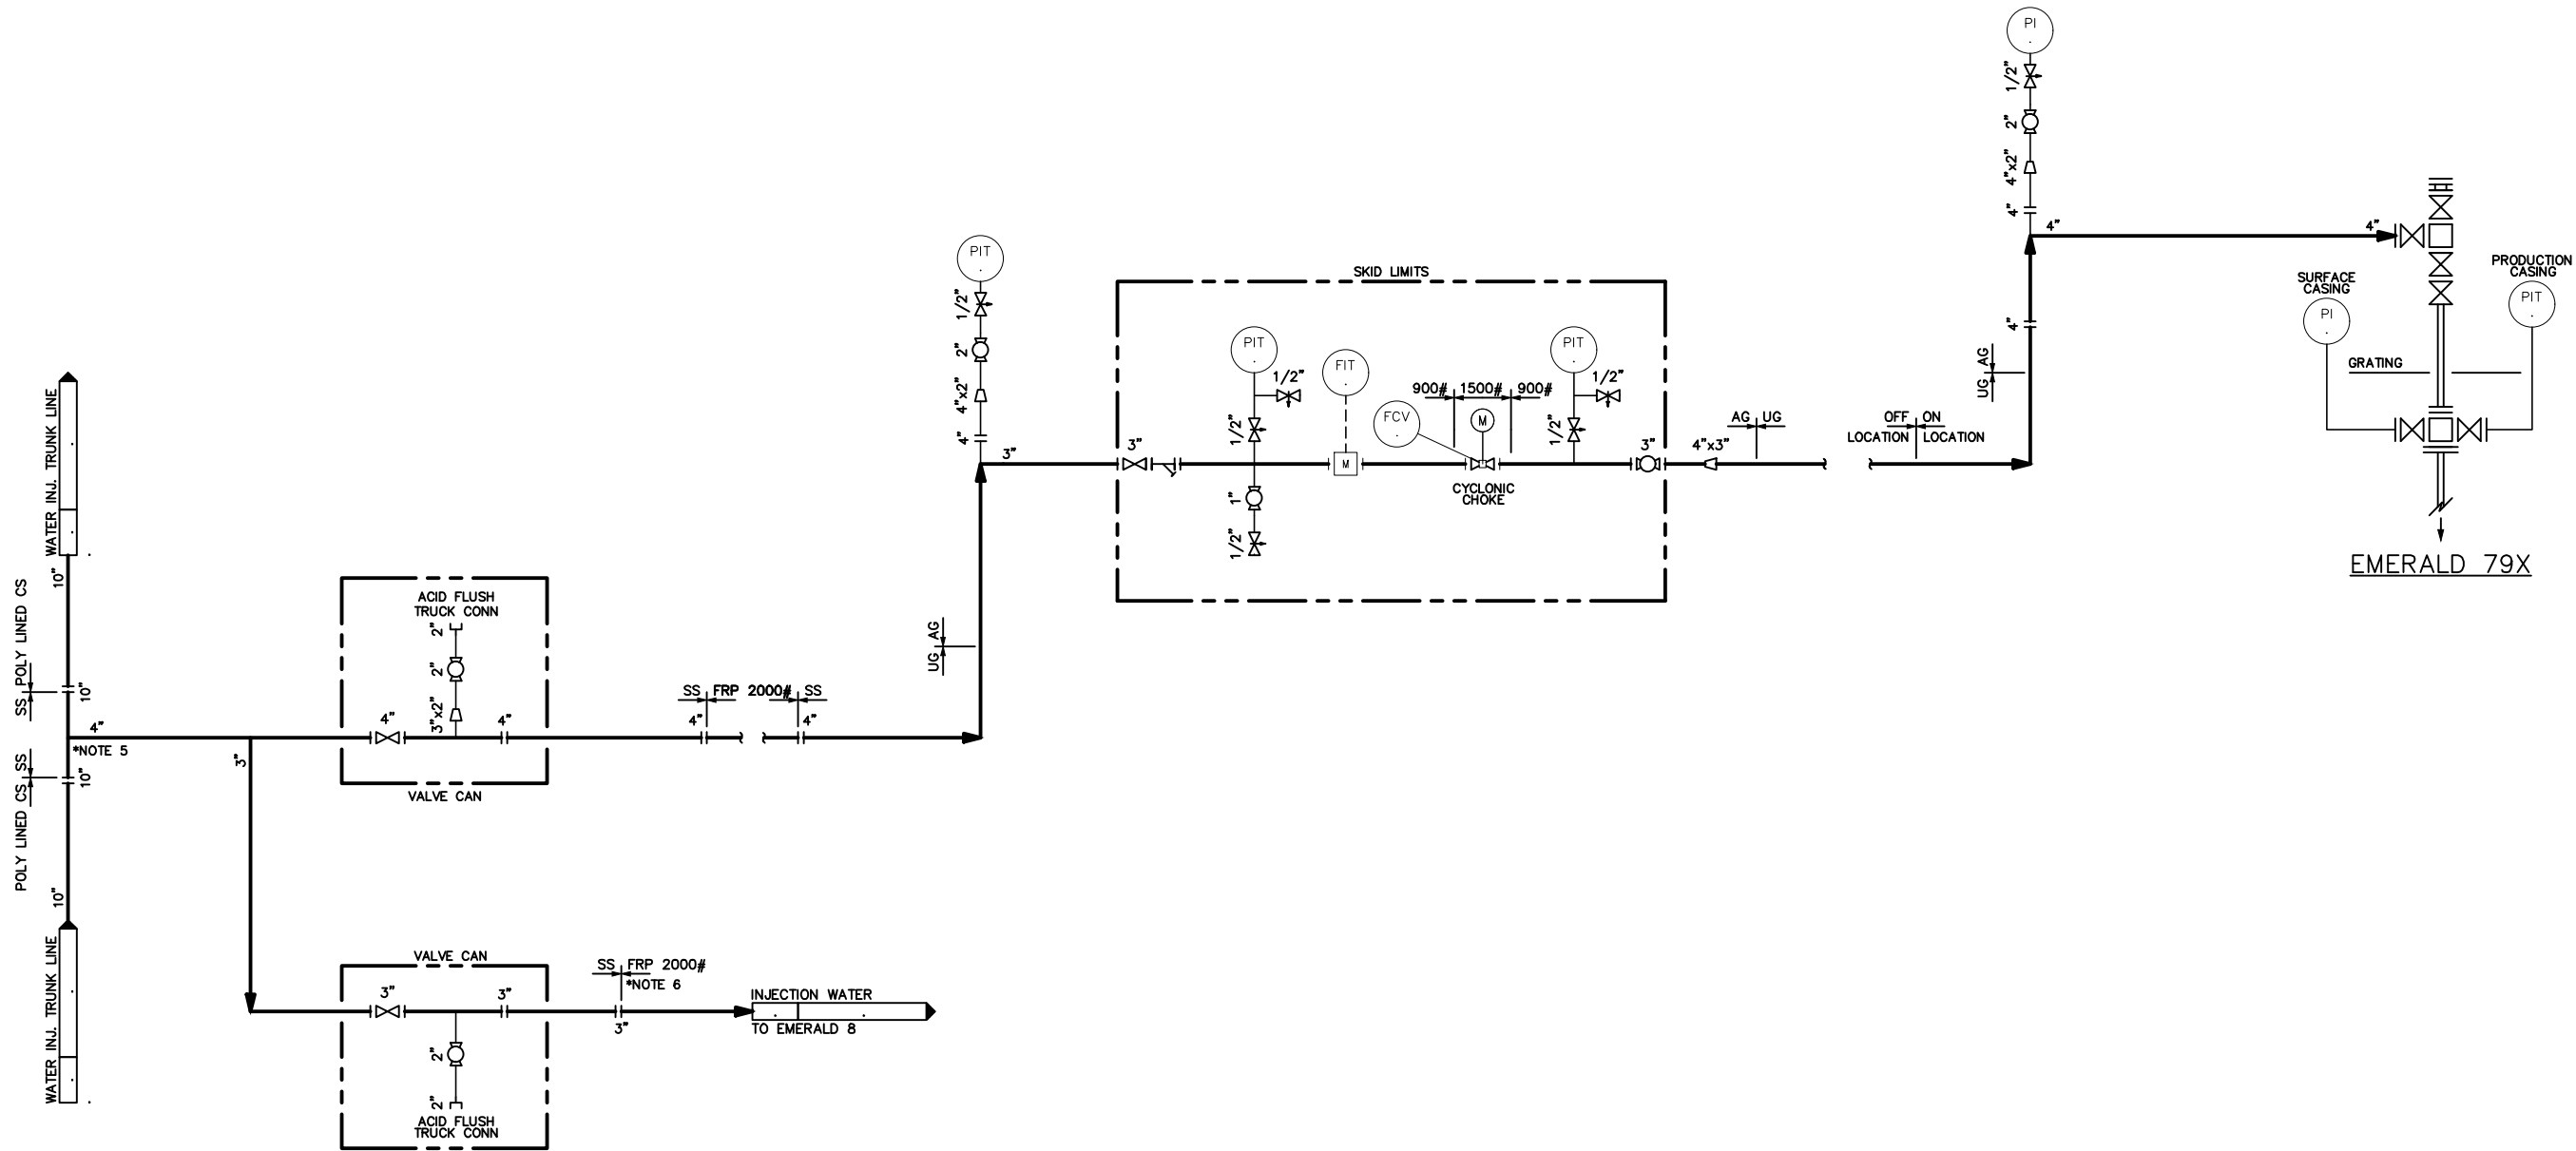 WATER INJ. TRUNK LINE
10"
POLY LINED CS
SS
10"
4"
*NOTE 5
SS
POLY LINED CS
10"
10"
WATER INJ. TRUNK LINE
3"
ACID FLUSH
TRUCK CONN
2"
2"
3"x2"
4"
4"
VALVE CAN
SS
FRP 2000#
SS
4"
4"
VALVE CAN
3"
3"
2"
2"
ACID FLUSH
TRUCK CONN
SS
FRP 2000#
*NOTE 6
3"
INJECTION WATER
TO EMERALD 8
AG
UG
PIT
1/2"
2"
4"x2"
4"
3"
SKID LIMITS
3"
PIT
1/2"
1/2"
1"
1/2"
FIT
M
FCV
900#
1500#
900#
M
CYCLONIC
CHOKE
PIT
1/2"
1/2"
3"
4"x3"
AG
UG
OFF
ON
LOCATION
LOCATION
AG
UG
PI
1/2"
2"
4"x2"
4"
4"
4"
4"
SURFACE
CASING
PI
GRATING
PRODUCTION
CASING
PIT
EMERALD 79X